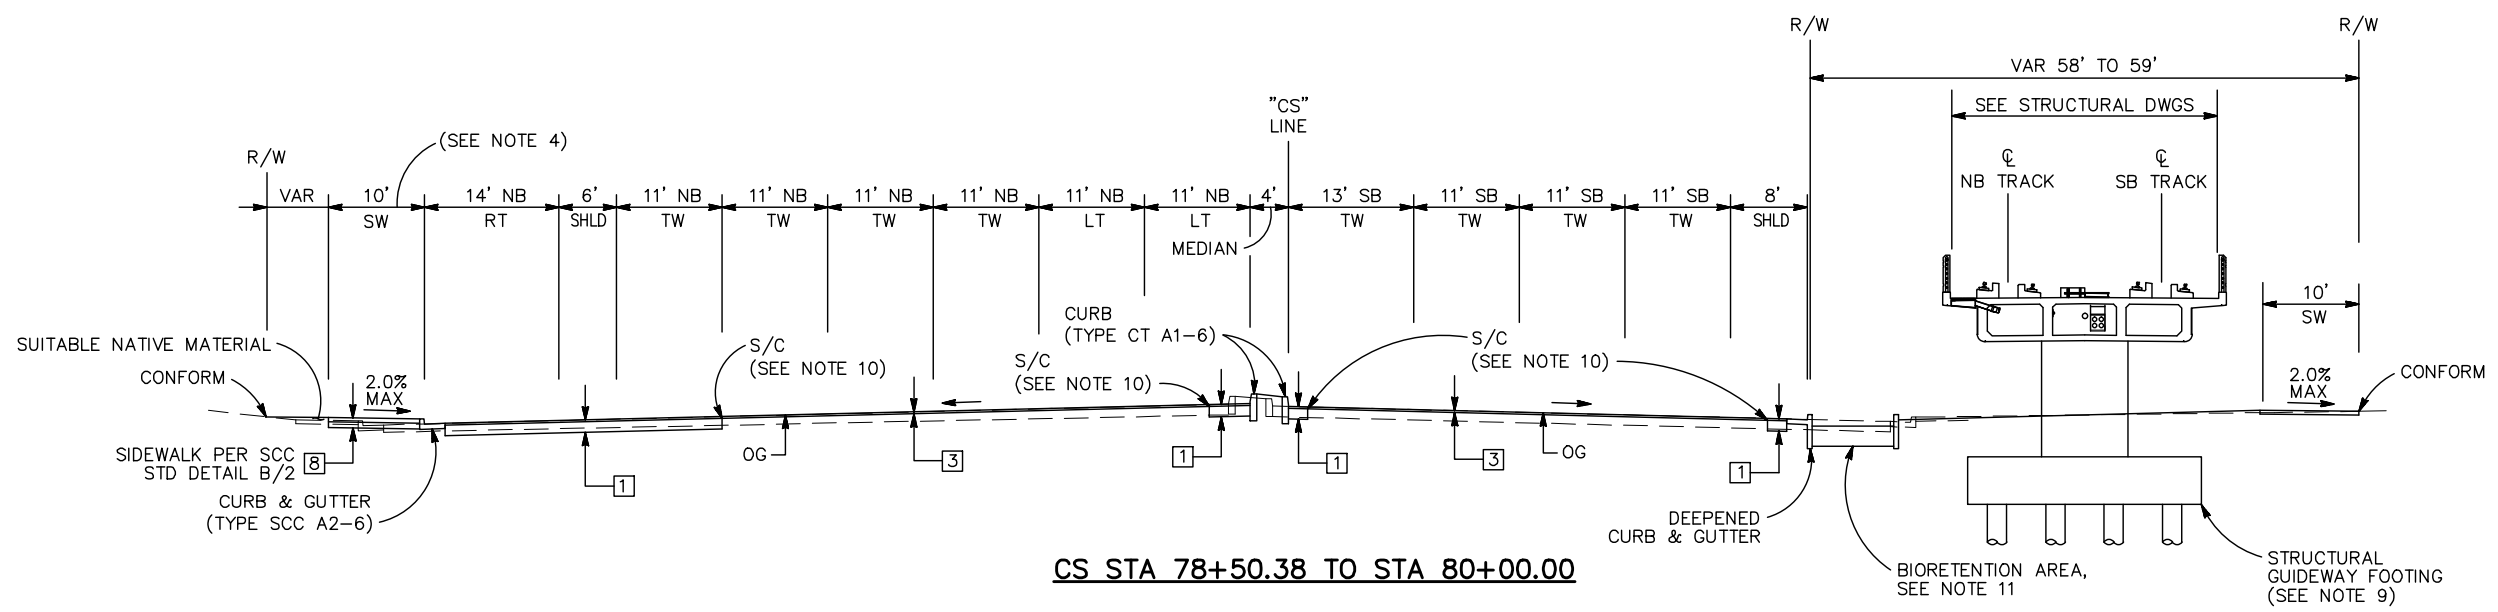 R/W
R/W
VAR 58' TO 59'
"CS"
LINE
SEE STRUCTURAL DWGS
(SEE NOTE 4)
R/W
℄
NB TRACK
℄
SB TRACK
VAR
10'
SW
14' NB
RT
6'
SHLD
11' NB
TW
11' NB
TW
11' NB
TW
11' NB
TW
11' NB
LT
11' NB
LT
4'
13' SB
TW
11' SB
TW
11' SB
TW
11' SB
TW
8'
SHLD
MEDIAN
10'
SW
CURB
(TYPE CT A1-6)
SUITABLE NATIVE MATERIAL
S/C
(SEE NOTE 10)
S/C
(SEE NOTE 10)
S/C
(SEE NOTE 10)
CONFORM
2.0%
MAX
2.0%
MAX
CONFORM
SIDEWALK PER SCC
STD DETAIL B/2
8
OG
3
1
1
3
OG
1
1
CURB & GUTTER
(TYPE SCC A2-6)
DEEPENED
CURB & GUTTER
BIORETENTION AREA,
SEE NOTE 11
STRUCTURAL
GUIDEWAY FOOTING
(SEE NOTE 9)
CS STA 78+50.38 TO STA 80+00.00